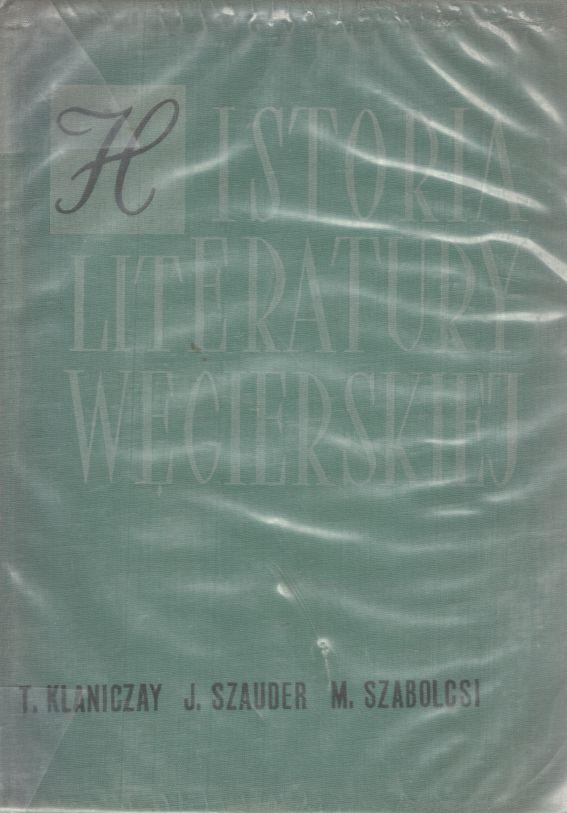 HISTORIA
LITERATURY
WĘGIERSKIEJ
T. KLANICZAY J. SZAUDER M. SZABOLCSI